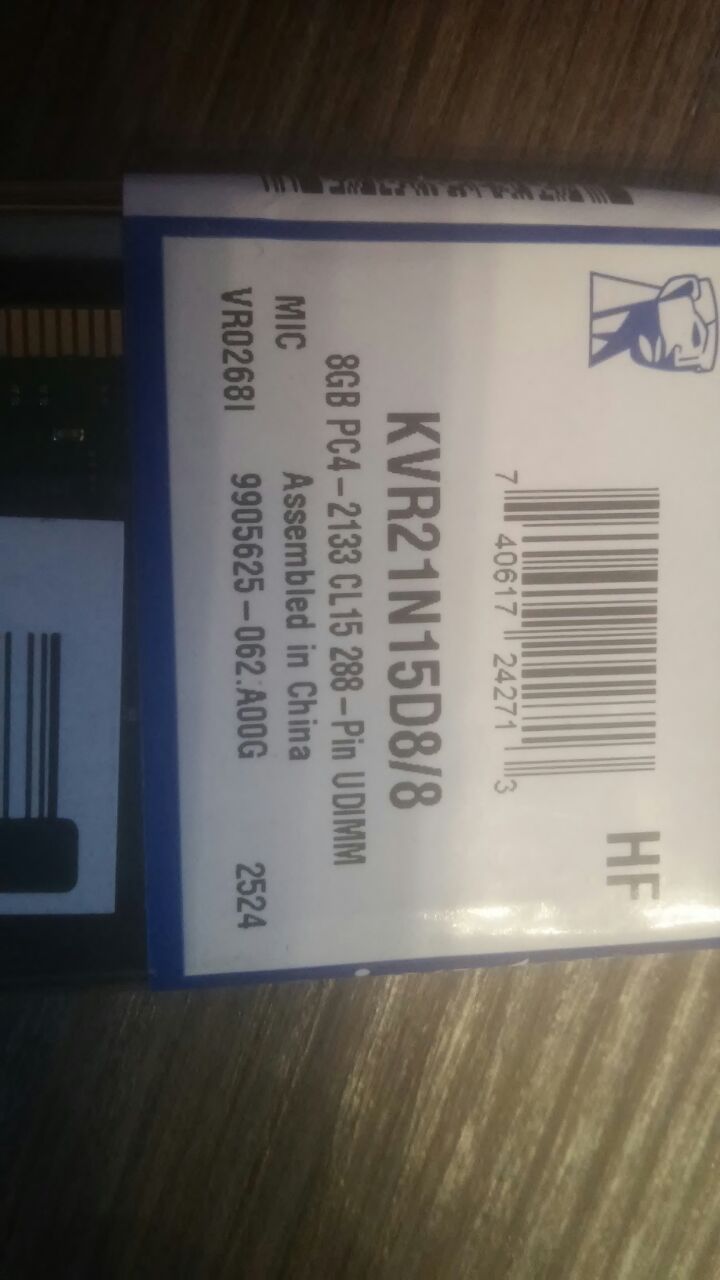 7 40617 24271 3
HF
KVR21N15D8/8
8GB PC4-2133 CL15 288-Pin UDIMM
MIC Assembled in China
VR0268I 9905625-062.A00G 2524